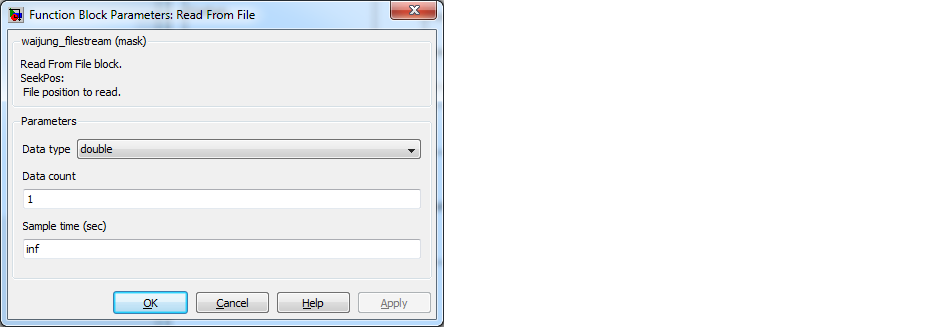 Function Block Parameters: Read From File
waijung_filestream (mask)
Read From File block.
SeekPos:
File position to read.
Parameters
Data type double
Data count
1
Sample time (sec)
inf
OK Cancel Help Apply